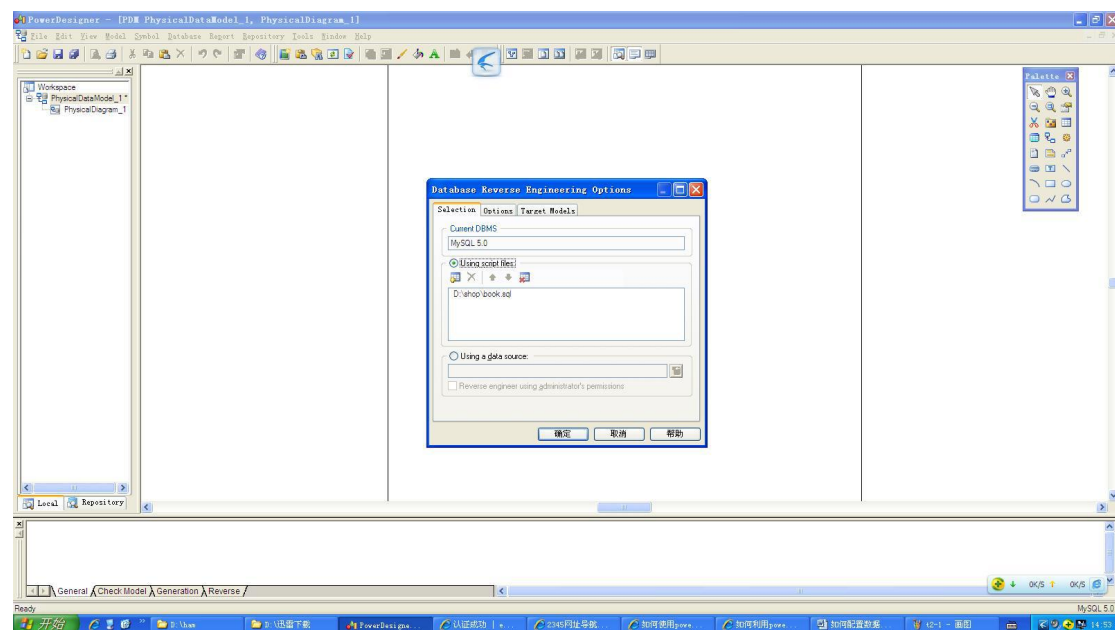 PowerDesigner - [PDM PhysicalDataModel_1, PhysicalDiagram_1]
File Edit View Model Symbol Database Report Repository Tools Window Help
Workspace
PhysicalDataModel_1 *
PhysicalDiagram_1
Palette
Database Reverse Engineering Options
Selection Options Target Models
Current DBMS
MySQL 5.0
Using script files:
D:\shop\book.sql
Using a data source:
Reverse engineer using administrator's permissions
确定 取消 帮助
Local Repository
General Check Model Generation Reverse
0K/S 0K/S
Ready
MySQL 5.0
开始 D:\ham D:\迅雷下载 PowerDesigne... 认证成功 | e... 2345网址导航... 如何使用powe... 如何利用powe... 如何配置数据... (2-1 - 画图 14:53